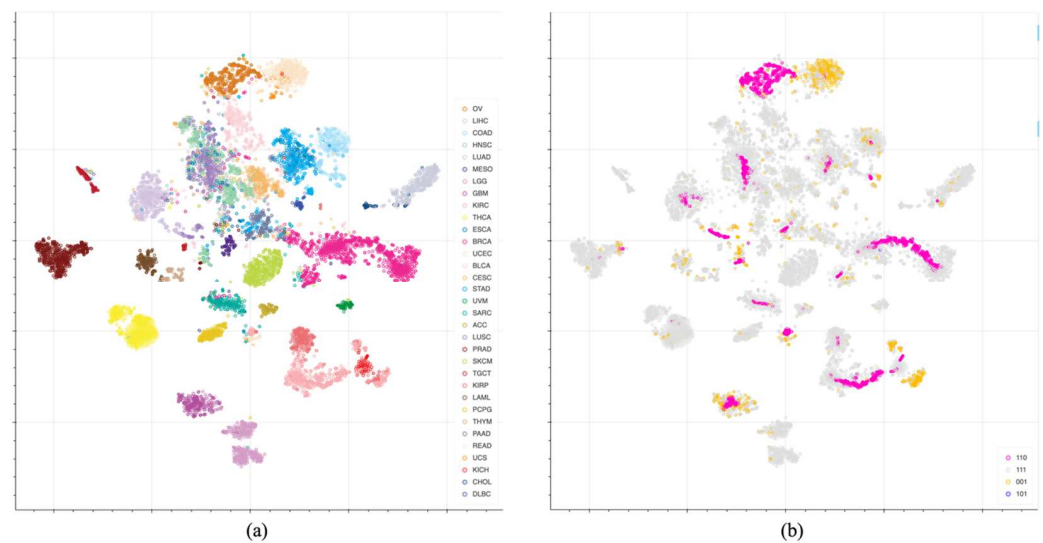 OV
LIHC
COAD
HNSC
LUAD
MESO
LGG
GBM
KIRC
THCA
ESCA
BRCA
UCEC
BLCA
CESC
STAD
UVM
SARC
ACC
LUSC
PRAD
SKCM
TGCT
KIRP
LAML
PCPG
THYM
PAAD
READ
UCS
KICH
CHOL
DLBC
110
111
001
101
(a)
(b)